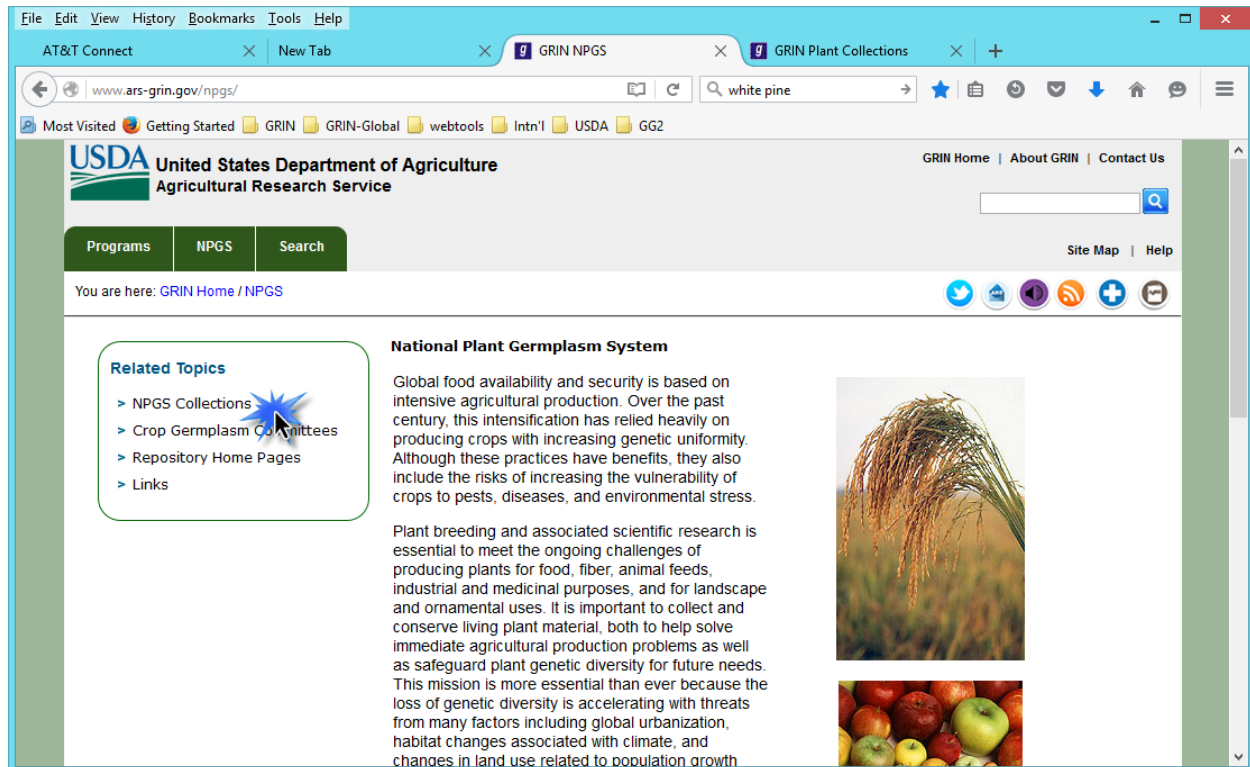 File Edit View History Bookmarks Tools Help
AT&T Connect New Tab GRIN NPGS GRIN Plant Collections
www.ars-grin.gov/npgs/ white pine
Most Visited Getting Started GRIN GRIN-Global webtools Intn'l USDA GG2
USDA United States Department of Agriculture
Agricultural Research Service
GRIN Home | About GRIN | Contact Us
Programs NPGS Search
Site Map | Help
You are here: GRIN Home / NPGS
Related Topics
> NPGS Collections
> Crop Germplasm Committees
> Repository Home Pages
> Links
National Plant Germplasm System
Global food availability and security is based on
intensive agricultural production. Over the past
century, this intensification has relied heavily on
producing crops with increasing genetic uniformity.
Although these practices have benefits, they also
include the risks of increasing the vulnerability of
crops to pests, diseases, and environmental stress.
Plant breeding and associated scientific research is
essential to meet the ongoing challenges of
producing plants for food, fiber, animal feeds,
industrial and medicinal purposes, and for landscape
and ornamental uses. It is important to collect and
conserve living plant material, both to help solve
immediate agricultural production problems as well
as safeguard plant genetic diversity for future needs.
This mission is more essential than ever because the
loss of genetic diversity is accelerating with threats
from many factors including global urbanization,
habitat changes associated with climate, and
changes in land use related to population growth